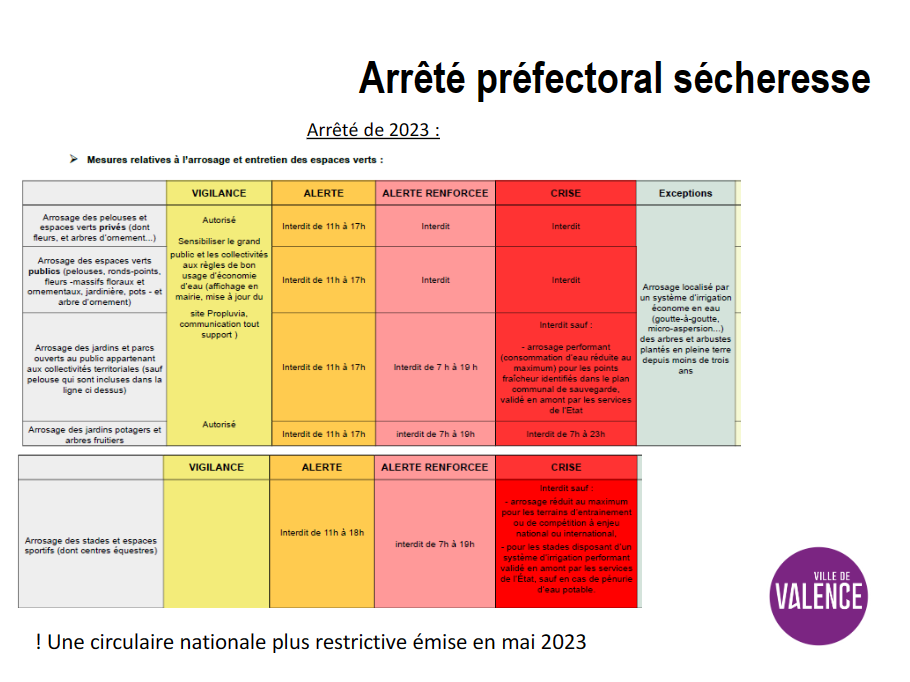 Arrêté préfectoral sécheresse
Arrêté de 2023 :
➤ Mesures relatives à l'arrosage et entretien des espaces verts :
VIGILANCE
ALERTE
ALERTE RENFORCEE
CRISE
Exceptions
Arrosage des pelouses et
espaces verts privés (dont
fleurs, et arbres d'ornement...)
Autorisé
Sensibiliser le grand
public et les collectivités
aux règles de bon
usage d'économie
d'eau (affichage en
mairie, mise à jour du
site Propluvia,
communication tout
support )
Interdit de 11h à 17h
Interdit
Interdit
Arrosage localisé par
un système d'irrigation
économe en eau
(goutte-à-goutte,
micro-aspersion...)
des arbres et arbustes
plantés en pleine terre
depuis moins de trois
ans
Arrosage des espaces verts
publics (pelouses, ronds-points,
fleurs -massifs floraux et
ornementaux, jardinière, pots - et
arbre d'ornement)
Interdit de 11h à 17h
Interdit
Interdit
Arrosage des jardins et parcs
ouverts au public appartenant
aux collectivités territoriales (sauf
pelouse qui sont incluses dans la
ligne ci dessus)
Interdit de 11h à 17h
Interdit de 7 h à 19 h
Interdit sauf :
- arrosage performant
(consommation d'eau réduite au
maximum) pour les points
fraîcheur identifiés dans le plan
communal de sauvegarde,
validé en amont par les services
de l'Etat
Arrosage des jardins potagers et
arbres fruitiers
Autorisé
Interdit de 11h à 17h
interdit de 7h à 19h
Interdit de 7h à 23h
VIGILANCE
ALERTE
ALERTE RENFORCEE
CRISE
Arrosage des stades et espaces
sportifs (dont centres équestres)
Interdit de 11h à 18h
interdit de 7h à 19h
Interdit sauf :
- arrosage réduit au maximum
pour les terrains d'entrainement
ou de compétition à enjeu
national ou international.
- pour les stades disposant d'un
système d'irrigation performant
validé en amont par les services
de l'État, sauf en cas de pénurie
d'eau potable.
VILLE DE
VALENCE
! Une circulaire nationale plus restrictive émise en mai 2023